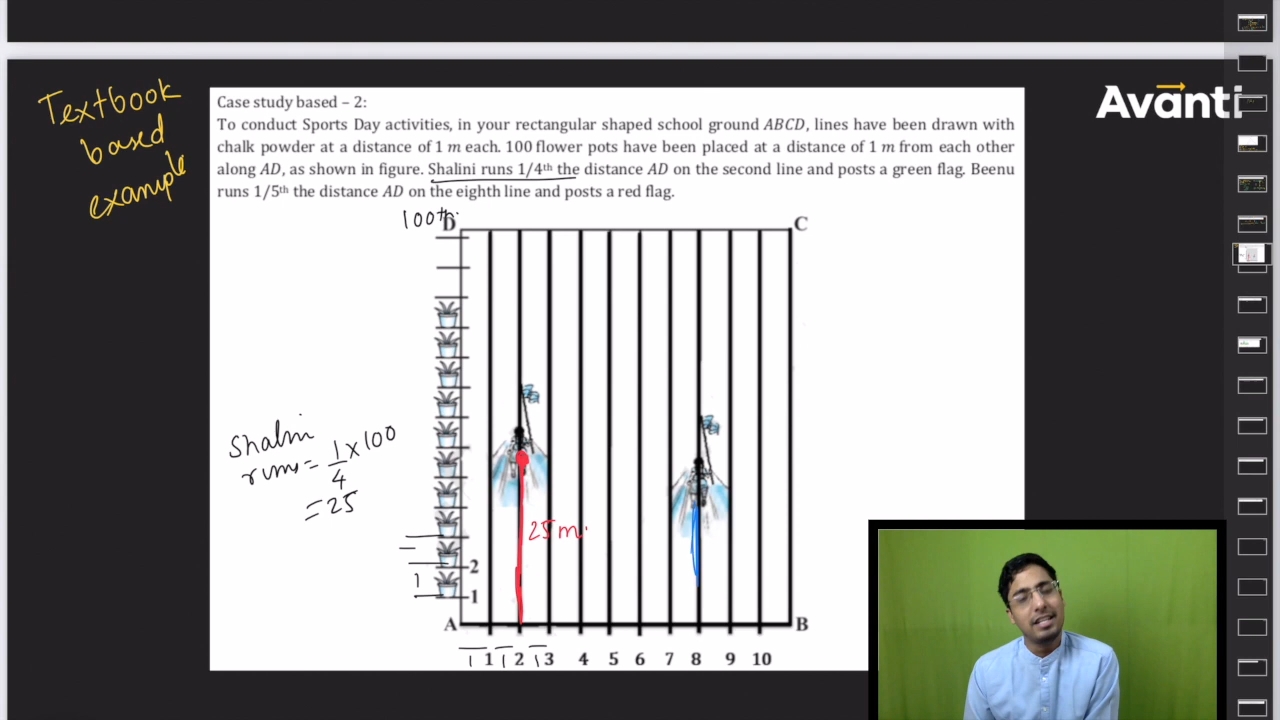 Textbook
based
example
Avanti
Case study based – 2:
To conduct Sports Day activities, in your rectangular shaped school ground ABCD, lines have been drawn with
chalk powder at a distance of 1 m each. 100 flower pots have been placed at a distance of 1 m from each other
along AD, as shown in figure. Shalini runs 1/4th the distance AD on the second line and posts a green flag. Beenu
runs 1/5th the distance AD on the eighth line and posts a red flag.
100th
D
C
Shalini
runs = 1/4 × 100
= 25
25 m
2
1
1
A
B
1 1 1 2 1 3 4 5 6 7 8 9 10